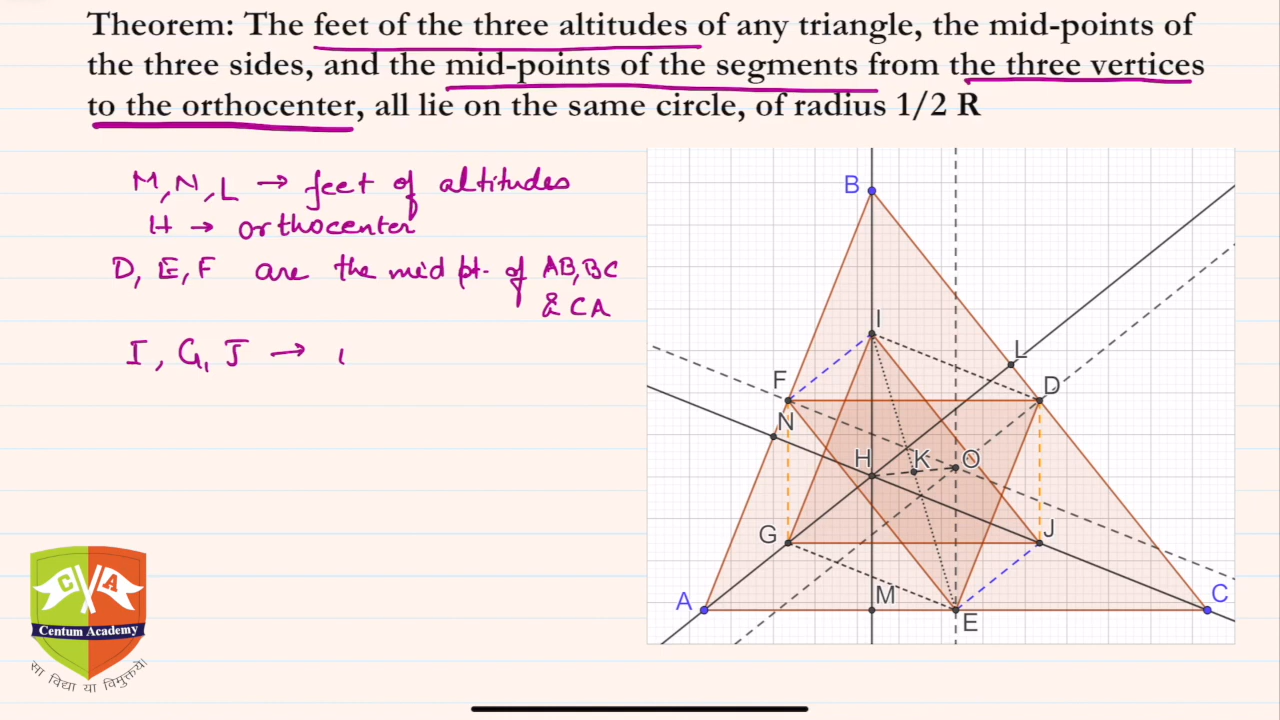 Theorem: The feet of the three altitudes of any triangle, the mid-points of
the three sides, and the mid-points of the segments from the three vertices
to the orthocenter, all lie on the same circle, of radius 1/2 R
M, N, L → feet of altitudes
H → orthocenter
D, E, F are the mid pt. of AB, BC
& CA
I, G, J →
B
I
L
F
D
N
H
K
O
G
J
A
M
C
E
C A
Centum Academy
सा विद्या या विमुक्तये।